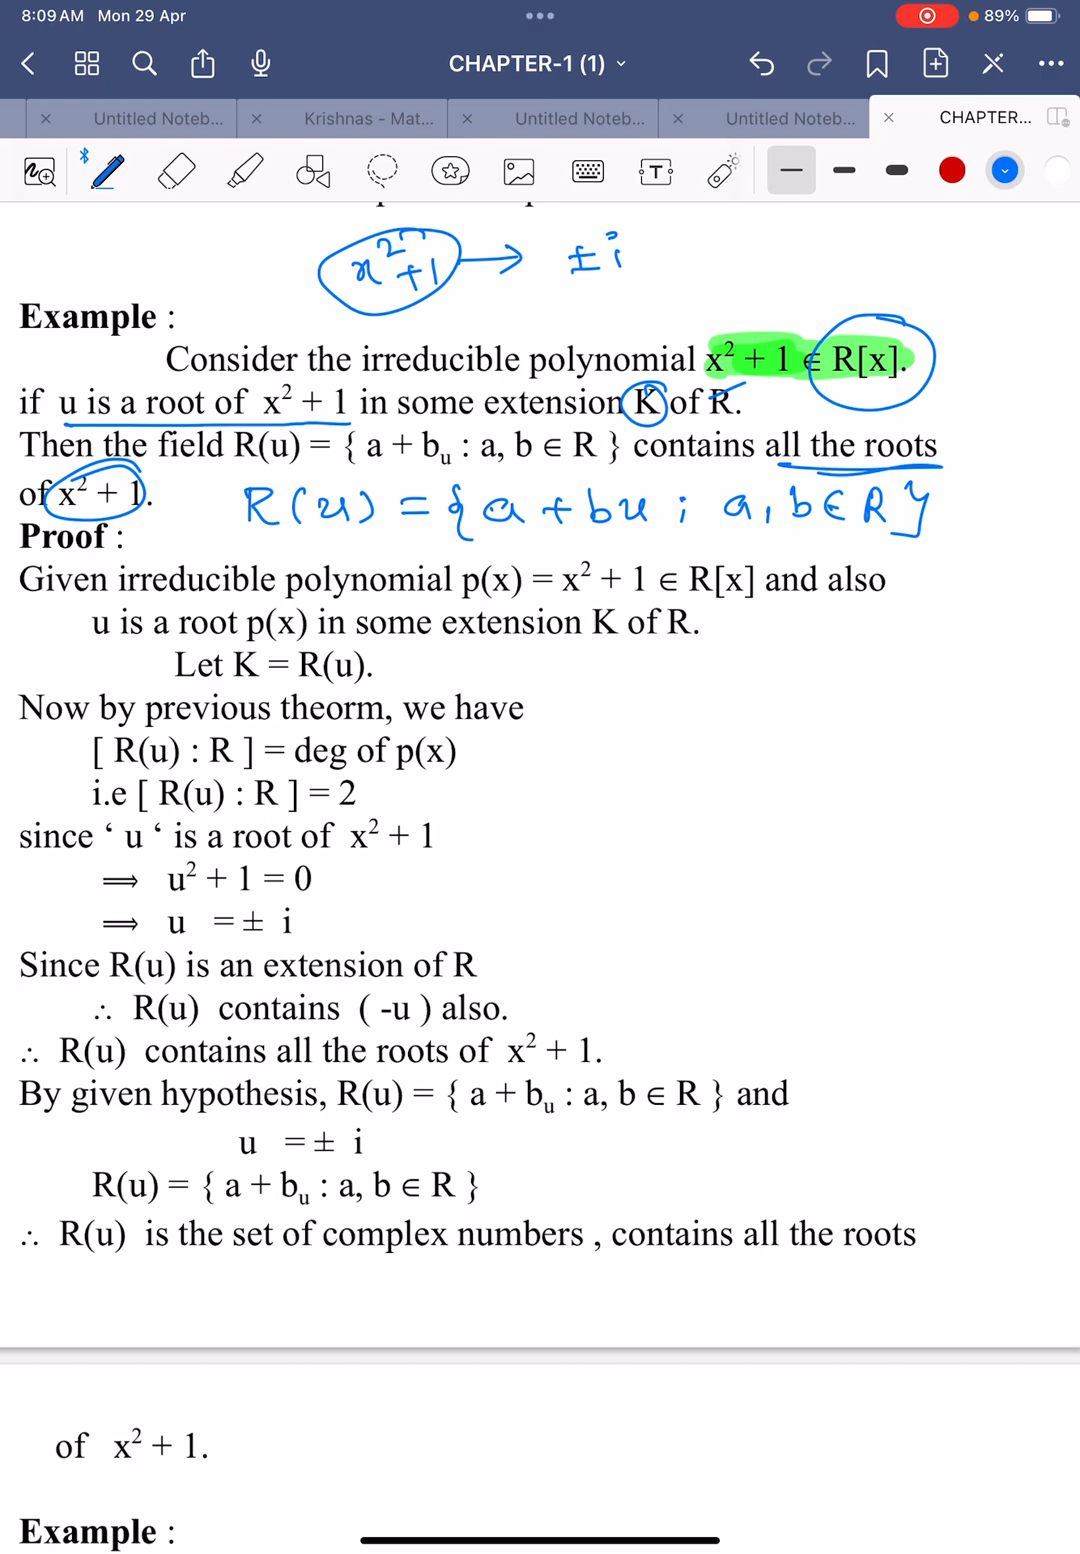 8:09 AM Mon 29 Apr
89%
CHAPTER-1 (1)
Untitled Noteb... Krishnas - Mat... Untitled Noteb... Untitled Noteb... CHAPTER...
T
x² + 1 → ± i
Example :
Consider the irreducible polynomial x² + 1 ∈ R[x].
if u is a root of x² + 1 in some extension K of R.
Then the field R(u) = { a + bᵤ : a, b ∈ R } contains all the roots
of x² + 1.
R(u) = { a + bu ; a, b ∈ R }
Proof :
Given irreducible polynomial p(x) = x² + 1 ∈ R[x] and also
u is a root p(x) in some extension K of R.
Let K = R(u).
Now by previous theorm, we have
[ R(u) : R ] = deg of p(x)
i.e [ R(u) : R ] = 2
since ‘ u ‘ is a root of x² + 1
⟹ u² + 1 = 0
⟹ u = ± i
Since R(u) is an extension of R
∴ R(u) contains ( -u ) also.
∴ R(u) contains all the roots of x² + 1.
By given hypothesis, R(u) = { a + bᵤ : a, b ∈ R } and
u = ± i
R(u) = { a + bᵤ : a, b ∈ R }
∴ R(u) is the set of complex numbers , contains all the roots
of x² + 1.
Example :